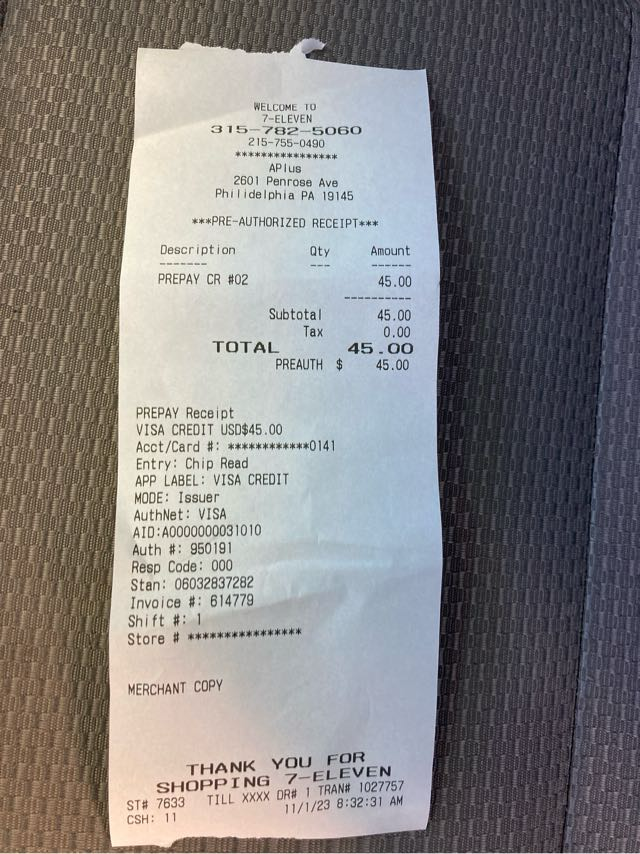 WELCOME TO
7-ELEVEN
315-782-5060
215-755-0490
****************
APlus
2601 Penrose Ave
Philidelphia PA 19145
***PRE-AUTHORIZED RECEIPT***
Description Qty Amount
------- --- ------
PREPAY CR #02 45.00
----------
Subtotal 45.00
Tax 0.00
TOTAL 45.00
PREAUTH $ 45.00
PREPAY Receipt
VISA CREDIT USD$45.00
Acct/Card #: ************0141
Entry: Chip Read
APP LABEL: VISA CREDIT
MODE: Issuer
AuthNet: VISA
AID:A0000000031010
Auth #: 950191
Resp Code: 000
Stan: 06032837282
Invoice #: 614779
Shift #: 1
Store # ****************
MERCHANT COPY
THANK YOU FOR
SHOPPING 7-ELEVEN
ST# 7633 TILL XXXX DR# 1 TRAN# 1027757
CSH: 11 11/1/23 8:32:31 AM